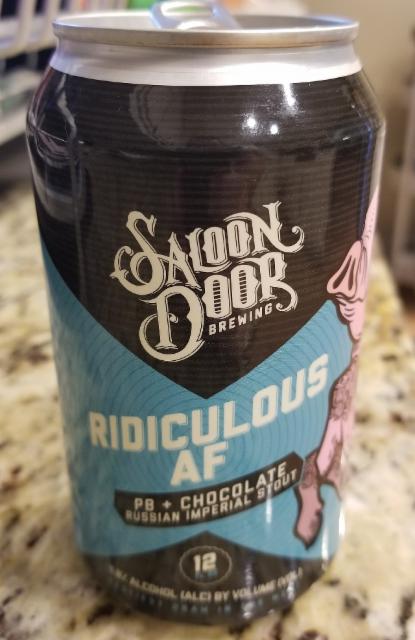 SALOON
DOOR
BREWING
RIDICULOUS
AF
PB + CHOCOLATE
RUSSIAN IMPERIAL STOUT
12
% ALCOHOL (ALC) BY VOLUME (VOL)